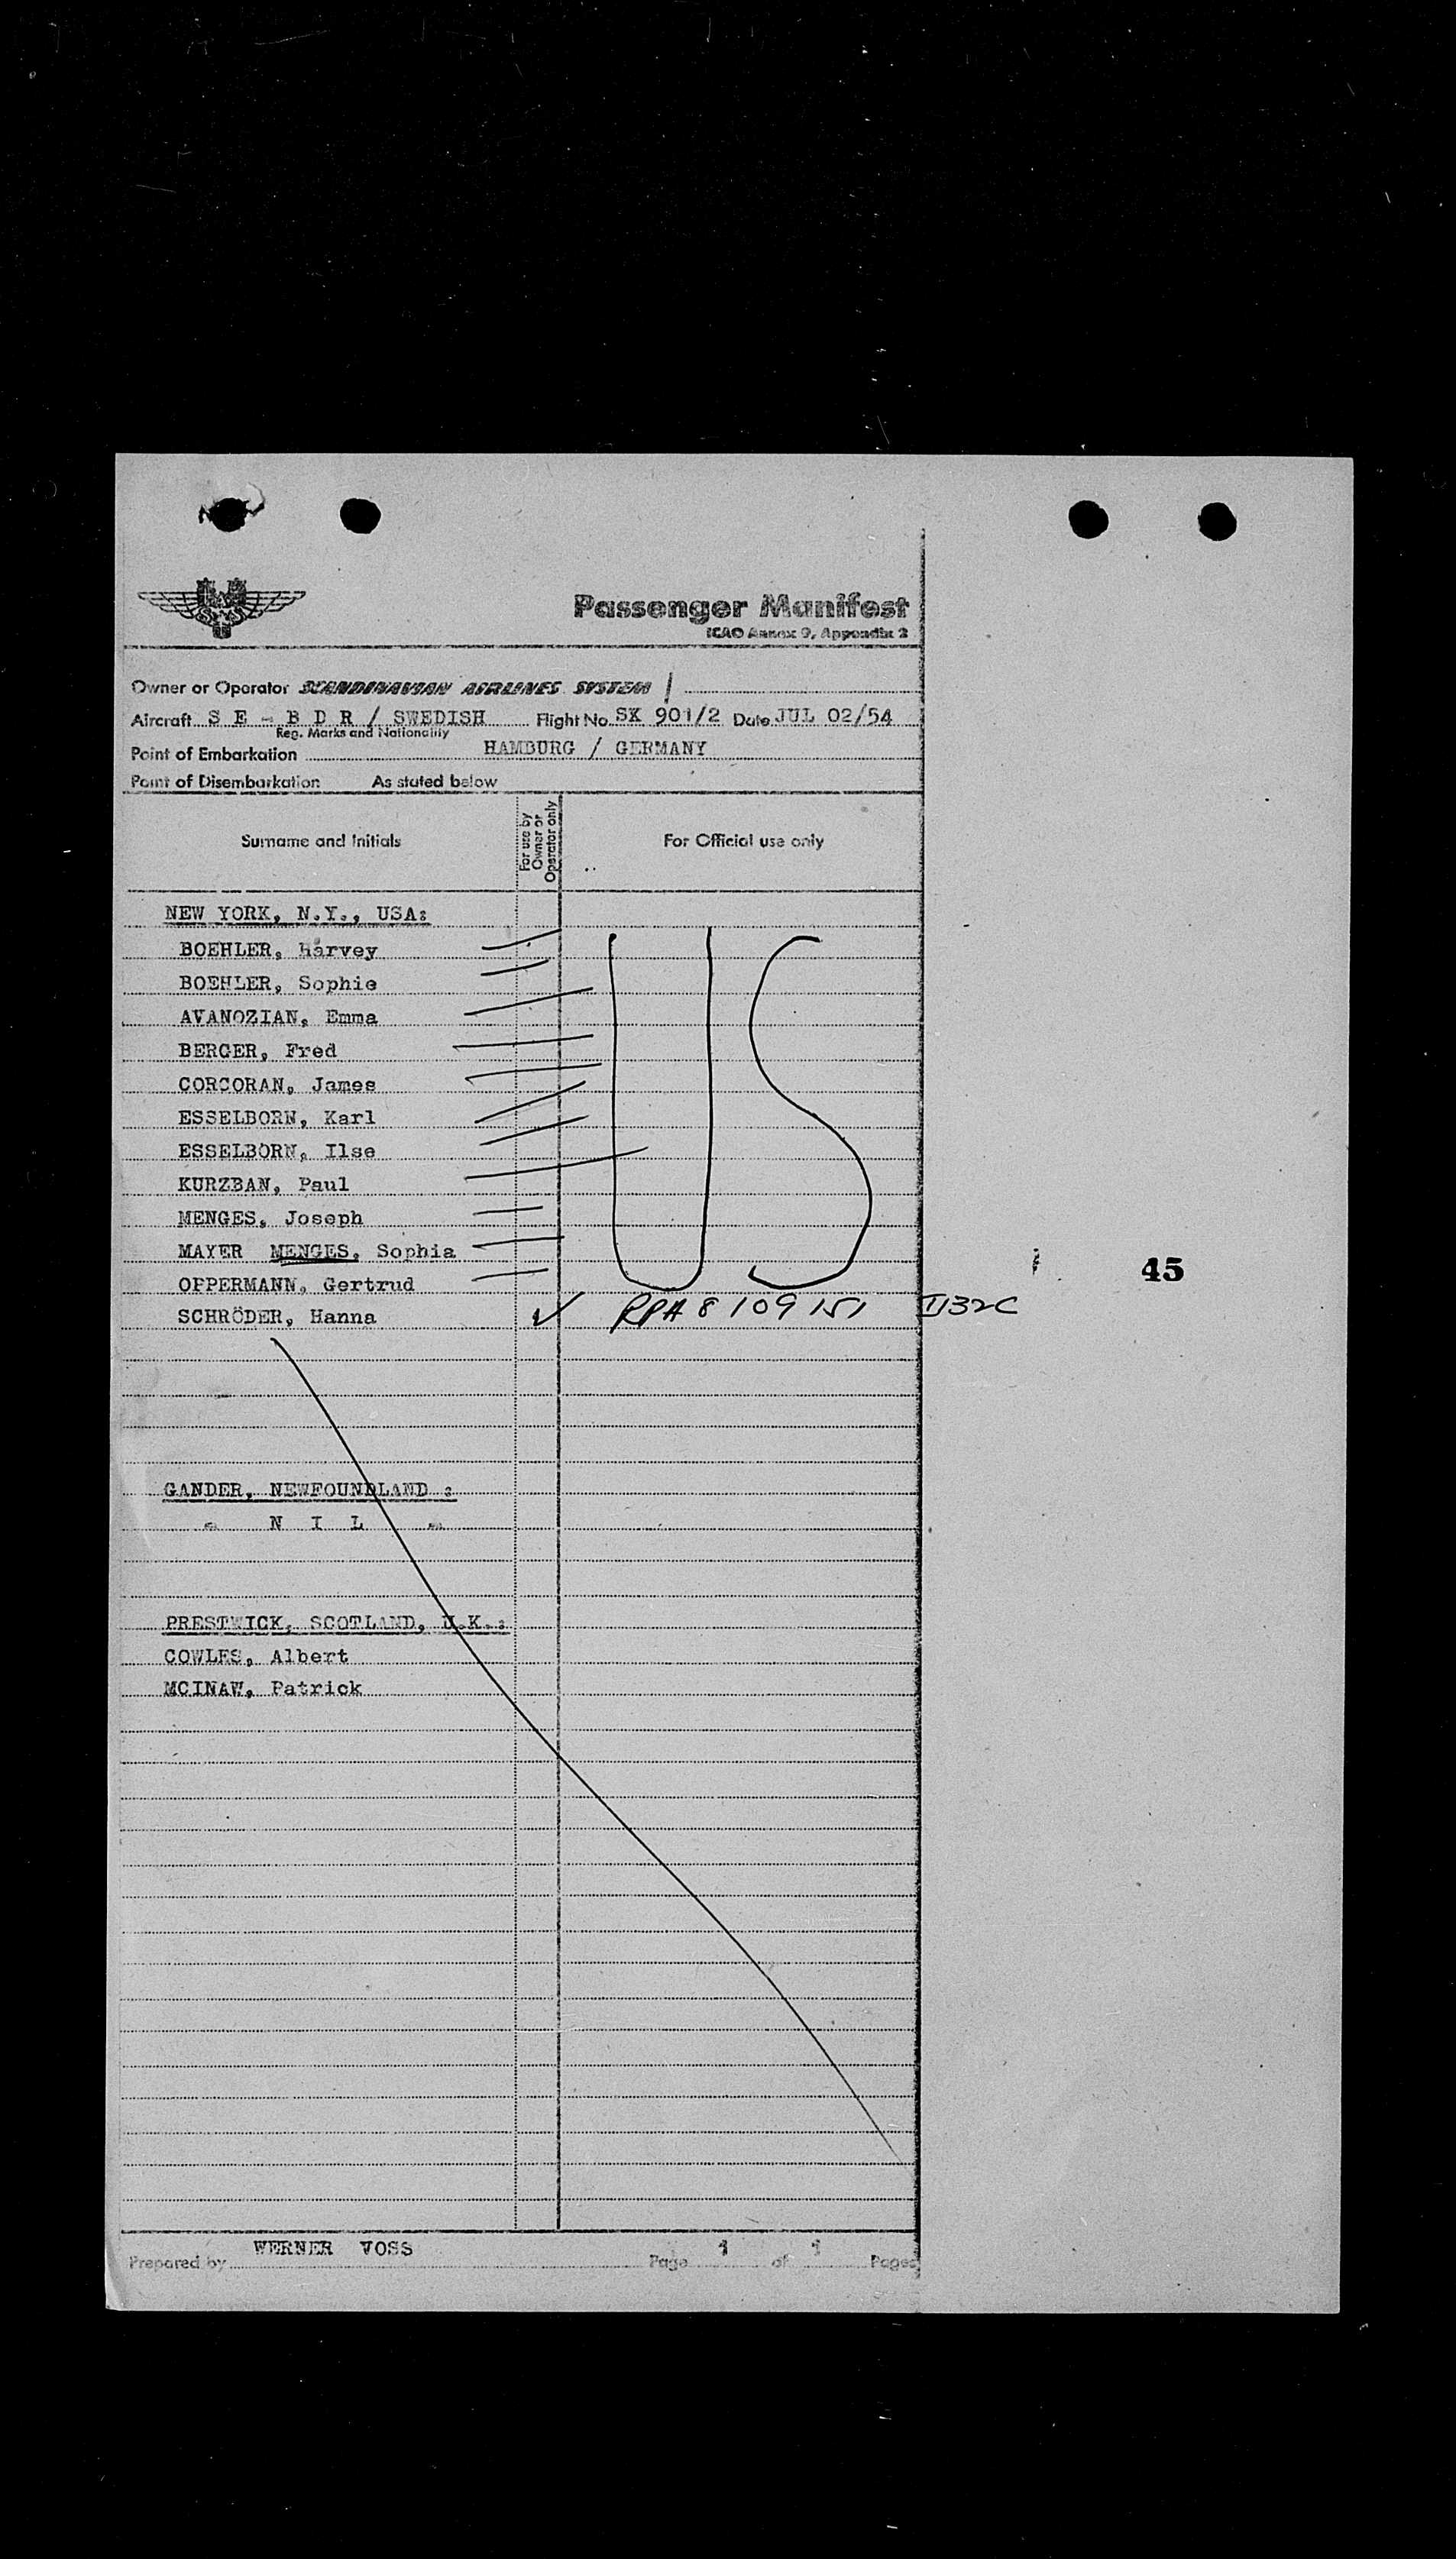 SAS
Passenger Manifest
ICAO Annex 9, Appendix 2
Owner or Operator SCANDINAVIAN AIRLINES SYSTEM
Aircraft S E - B D R / SWEDISH Flight No. SK 901/2 Date JUL 02/54
Reg. Marks and Nationality
Point of Embarkation HAMBURG / GERMANY
Point of Disembarkation As stated below
Surname and Initials For use by Owner or Operator only For Official use only
NEW YORK, N.Y., USA:
BOEHLER, Harvey
BOEHLER, Sophie
AVANOZIAN, Emma
BERGER, Fred
CORCORAN, James
ESSELBORN, Karl
ESSELBORN, Ilse
KURZBAN, Paul
MENGES, Joseph
MAYER MENGES, Sophia
OPPERMANN, Gertrud
US
45
SCHRÖDER, Hanna ✓ 8109151
GANDER, NEWFOUNDLAND :
- N I L -
PRESTWICK, SCOTLAND, U.K.:
COWLES, Albert
MCINAW, Patrick
Prepared by WERNER VOSS Page 1 of 1 Pages